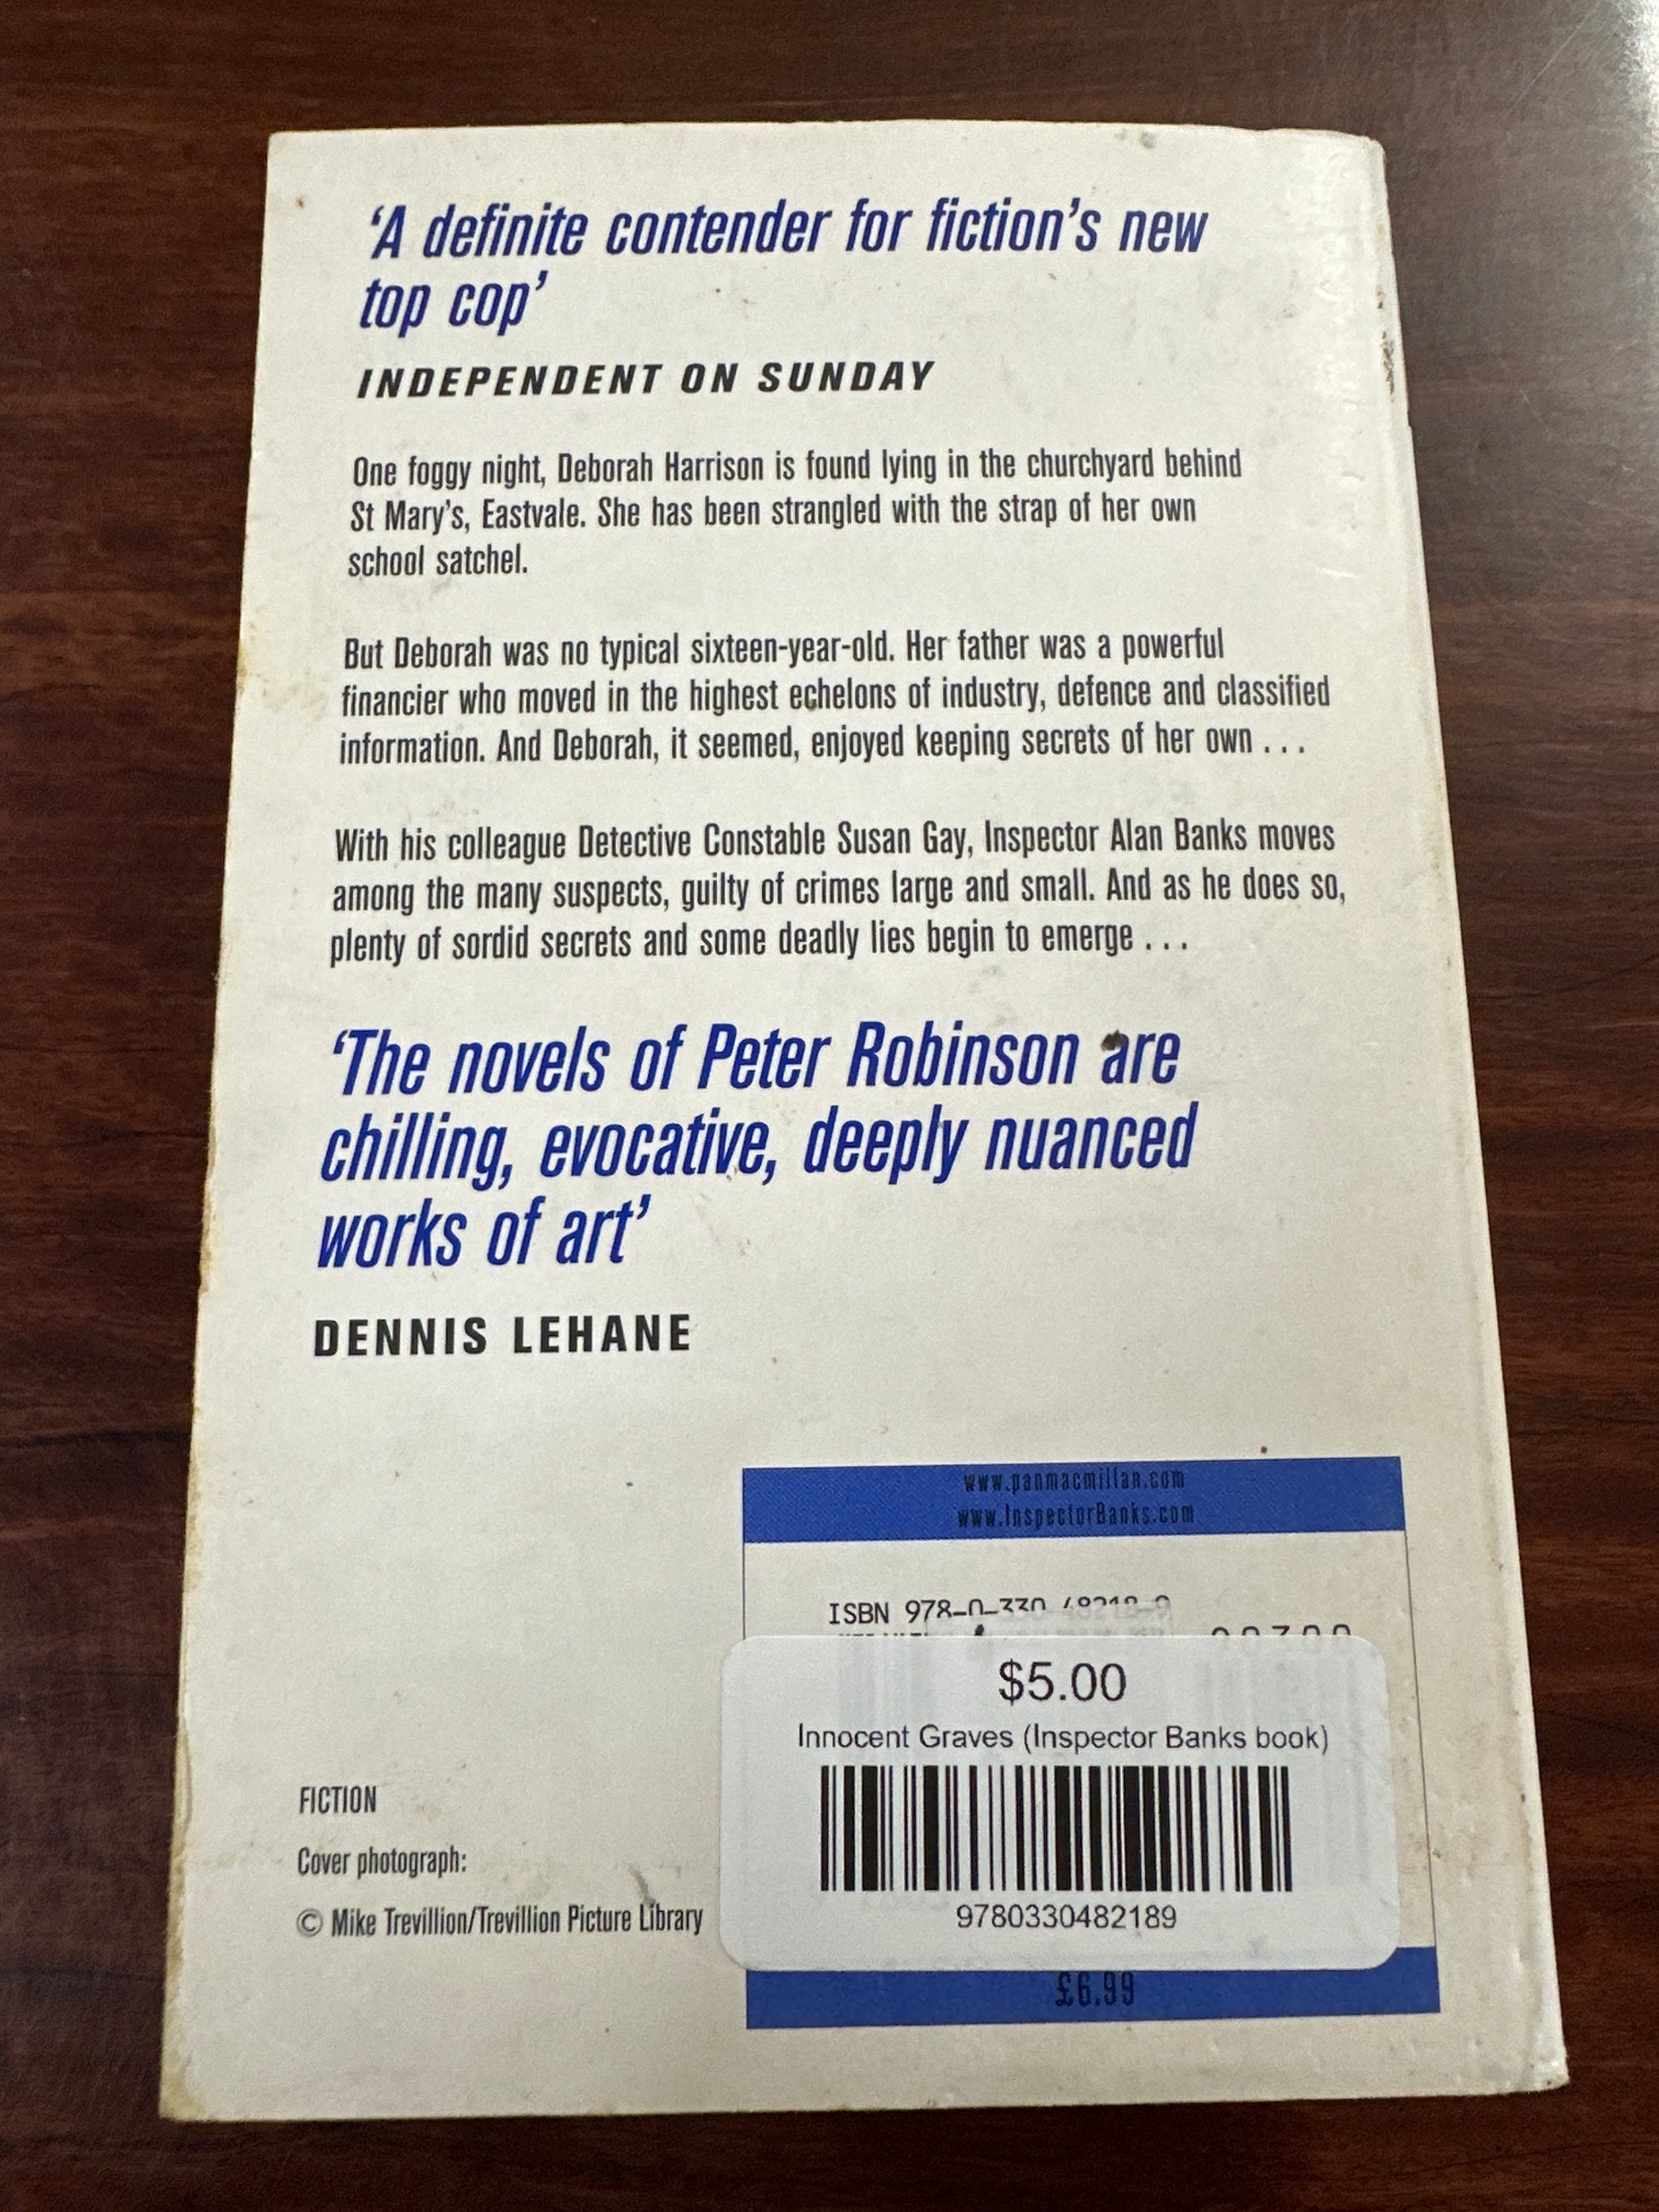 ‘A definite contender for fiction’s new
top cop’
INDEPENDENT ON SUNDAY
One foggy night, Deborah Harrison is found lying in the churchyard behind
St Mary’s, Eastvale. She has been strangled with the strap of her own
school satchel.
But Deborah was no typical sixteen-year-old. Her father was a powerful
financier who moved in the highest echelons of industry, defence and classified
information. And Deborah, it seemed, enjoyed keeping secrets of her own . . .
With his colleague Detective Constable Susan Gay, Inspector Alan Banks moves
among the many suspects, guilty of crimes large and small. And as he does so,
plenty of sordid secrets and some deadly lies begin to emerge . . .
‘The novels of Peter Robinson are
chilling, evocative, deeply nuanced
works of art’
DENNIS LEHANE
www.panmacmillan.com
www.InspectorBanks.com
ISBN 978-0-330-48218-9
$5.00
Innocent Graves (Inspector Banks book)
9780330482189
£6.99
FICTION
Cover photograph:
© Mike Trevillion/Trevillion Picture Library